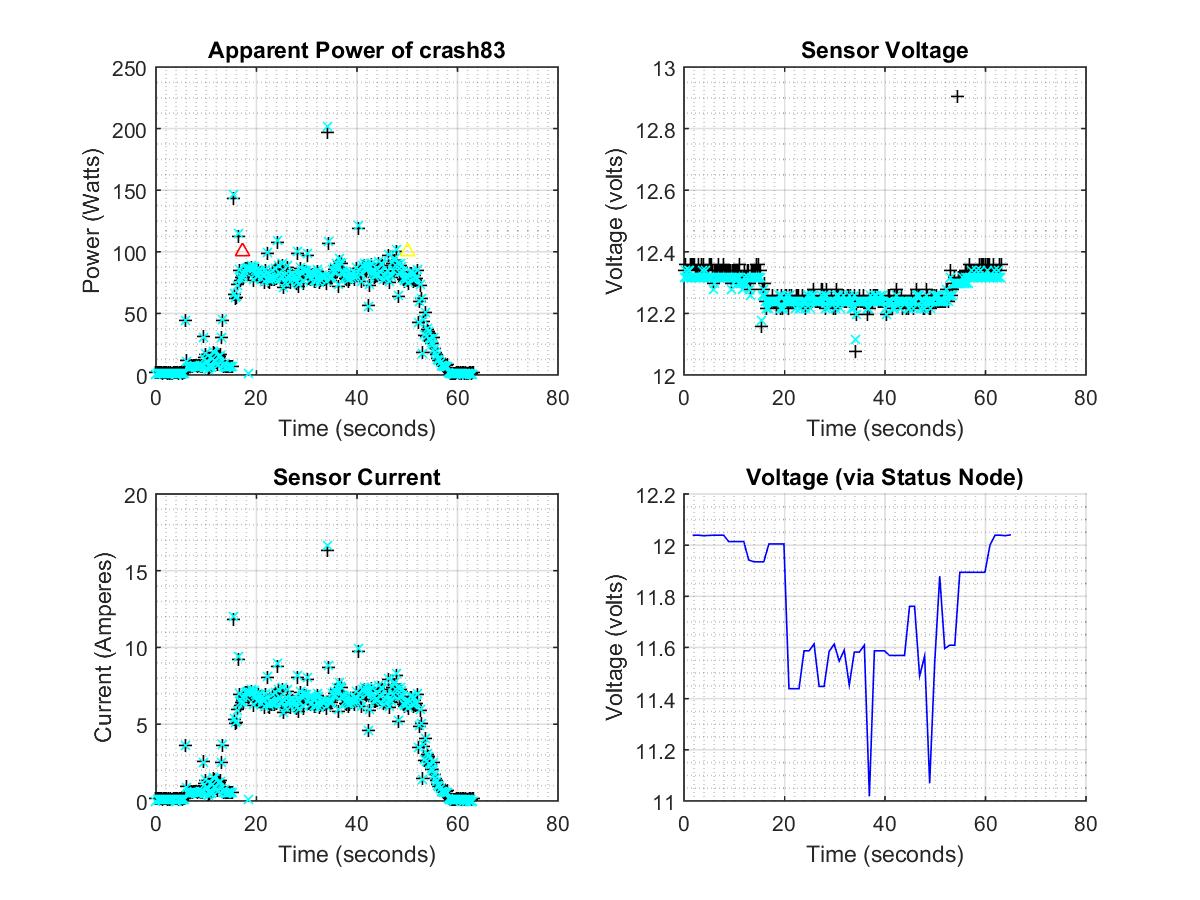 Apparent Power of crash83
250
200
150
100
50
0
0 20 40 60 80
Power (Watts)
Time (seconds)
Sensor Voltage
13
12.8
12.6
12.4
12.2
12
0 20 40 60 80
Voltage (volts)
Time (seconds)
Sensor Current
20
15
10
5
0
0 20 40 60 80
Current (Amperes)
Time (seconds)
Voltage (via Status Node)
12.2
12
11.8
11.6
11.4
11.2
11
0 20 40 60 80
Voltage (volts)
Time (seconds)